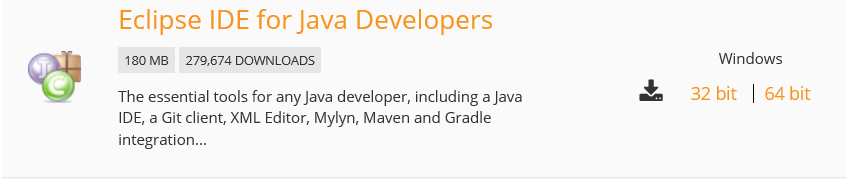 Eclipse IDE for Java Developers
180 MB 279,674 DOWNLOADS
The essential tools for any Java developer, including a Java
IDE, a Git client, XML Editor, Mylyn, Maven and Gradle
integration...
Windows
32 bit | 64 bit
J
C